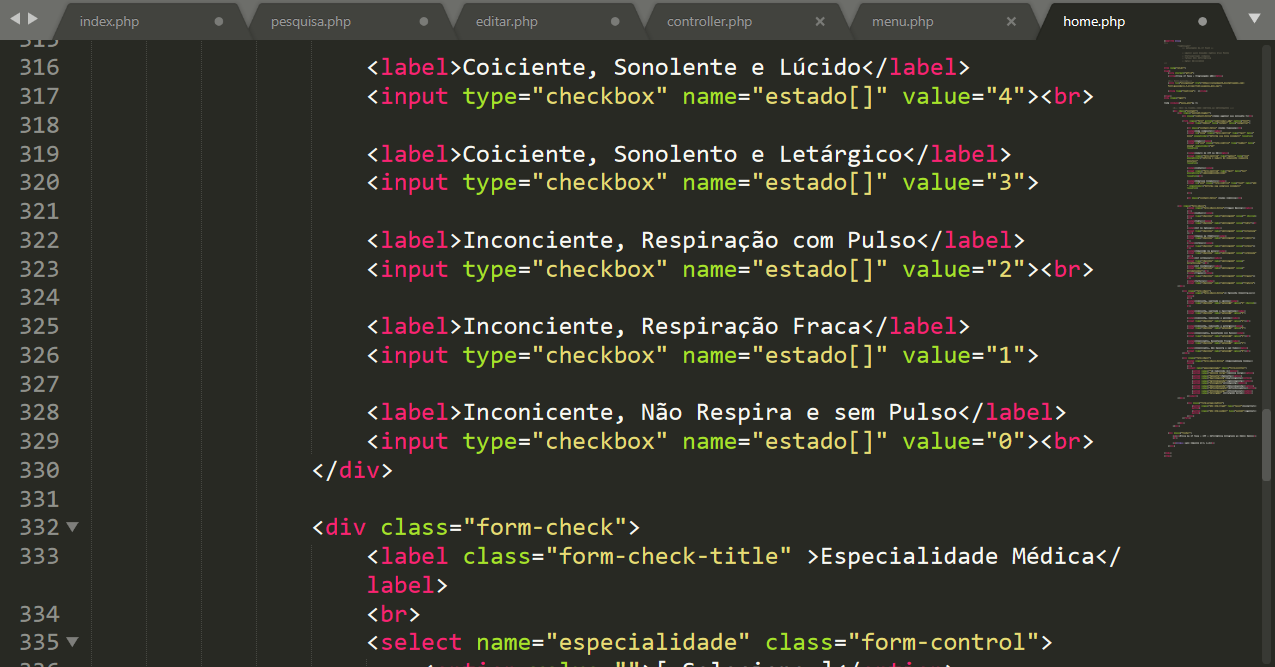 index.php pesquisa.php editar.php controller.php menu.php home.php
315
316 <label>Coiciente, Sonolente e Lúcido</label>
317 <input type="checkbox" name="estado[]" value="4"><br>
318
319 <label>Coiciente, Sonolento e Letárgico</label>
320 <input type="checkbox" name="estado[]" value="3">
321
322 <label>Inconciente, Respiração com Pulso</label>
323 <input type="checkbox" name="estado[]" value="2"><br>
324
325 <label>Inconciente, Respiração Fraca</label>
326 <input type="checkbox" name="estado[]" value="1">
327
328 <label>Inconicente, Não Respira e sem Pulso</label>
329 <input type="checkbox" name="estado[]" value="0"><br>
330 </div>
331
332 <div class="form-check">
333 <label class="form-check-title" >Especialidade Médica</
label>
334 <br>
335 <select name="especialidade" class="form-control">